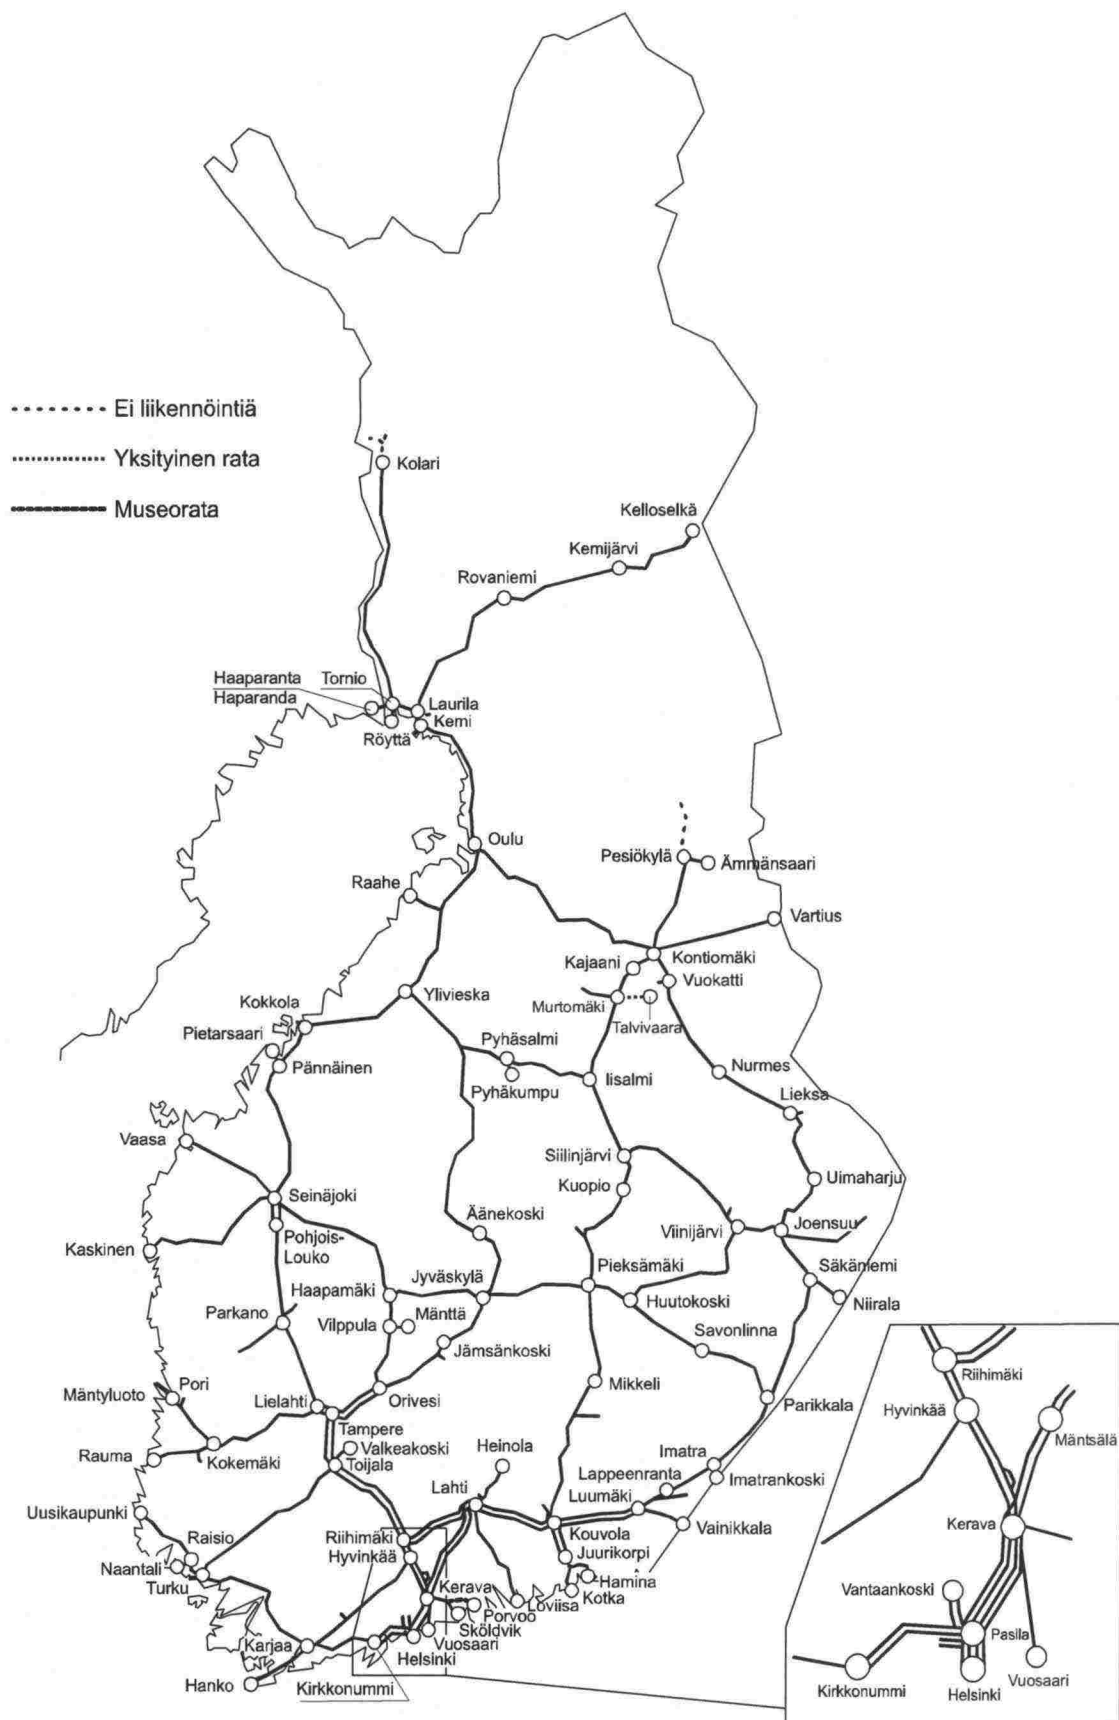 Ei liikennöintiä
Yksityinen rata
Museorata
Kolari
Kelloselkä
Kemijärvi
Rovaniemi
Haaparanta
Haparanda
Tornio
Laurila
Kemi
Röyttä
Oulu
Pesiökylä
Ämmänsaari
Raahe
Vartius
Kontiomäki
Kajaani
Vuokatti
Ylivieska
Murtomäki
Talvivaara
Kokkola
Pietarsaari
Pännäinen
Pyhäsalmi
Pyhäkumpu
Iisalmi
Nurmes
Lieksa
Vaasa
Siilinjärvi
Kuopio
Uimaharju
Seinäjoki
Pohjois-
Louko
Äänekoski
Viinijärvi
Joensuu
Kaskinen
Pieksämäki
Säkäniemi
Haapamäki
Jyväskylä
Huutokoski
Niirala
Parkano
Mänttä
Vilppula
Savonlinna
Jämsänkoski
Mäntyluoto
Pori
Lielahti
Orivesi
Mikkeli
Parikkala
Tampere
Valkeakoski
Rauma
Kokemäki
Toijala
Heinola
Imatra
Imatrankoski
Lappeenranta
Luumäki
Lahti
Uusikaupunki
Raisio
Riihimäki
Hyvinkää
Kouvola
Vainikkala
Juurikorpi
Naantali
Turku
Hamina
Kotka
Kerava
Porvoo
Loviisa
Sköldvik
Vuosaari
Karjaa
Helsinki
Hanko
Kirkkonummi
Riihimäki
Hyvinkää
Mäntsälä
Kerava
Vantaankoski
Pasila
Kirkkonummi
Helsinki
Vuosaari